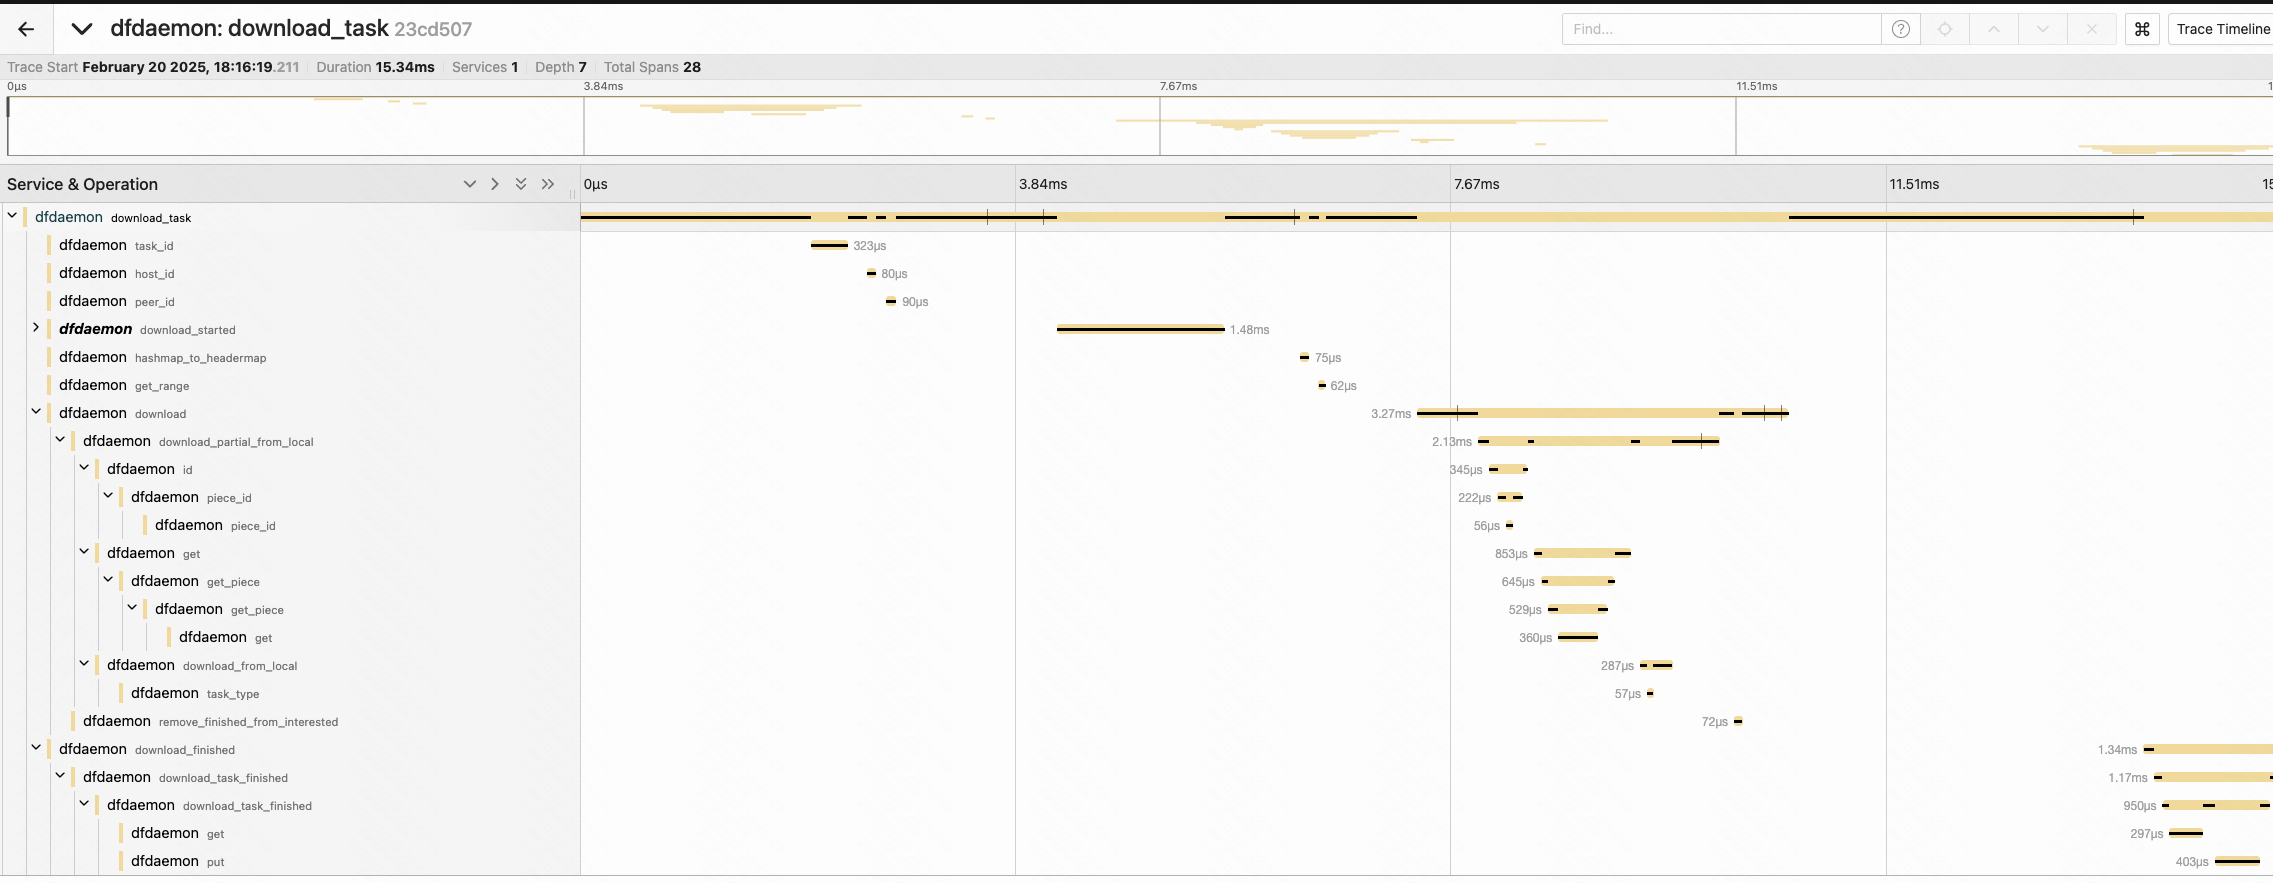 dfdaemon: download_task 23cd507
Find...
Trace Timeline
Trace Start February 20 2025, 18:16:19.211 Duration 15.34ms Services 1 Depth 7 Total Spans 28
0μs 3.84ms 7.67ms 11.51ms
Service & Operation 0μs 3.84ms 7.67ms 11.51ms
dfdaemon download_task
dfdaemon task_id 323μs
dfdaemon host_id 80μs
dfdaemon peer_id 90μs
dfdaemon download_started 1.48ms
dfdaemon hashmap_to_headermap 75μs
dfdaemon get_range 62μs
dfdaemon download 3.27ms
dfdaemon download_partial_from_local 2.13ms
dfdaemon id 345μs
dfdaemon piece_id 222μs
dfdaemon piece_id 56μs
dfdaemon get 853μs
dfdaemon get_piece 645μs
dfdaemon get_piece 529μs
dfdaemon get 360μs
dfdaemon download_from_local 287μs
dfdaemon task_type 57μs
dfdaemon remove_finished_from_interested 72μs
dfdaemon download_finished 1.34ms
dfdaemon download_task_finished 1.17ms
dfdaemon download_task_finished 950μs
dfdaemon get 297μs
dfdaemon put 403μs